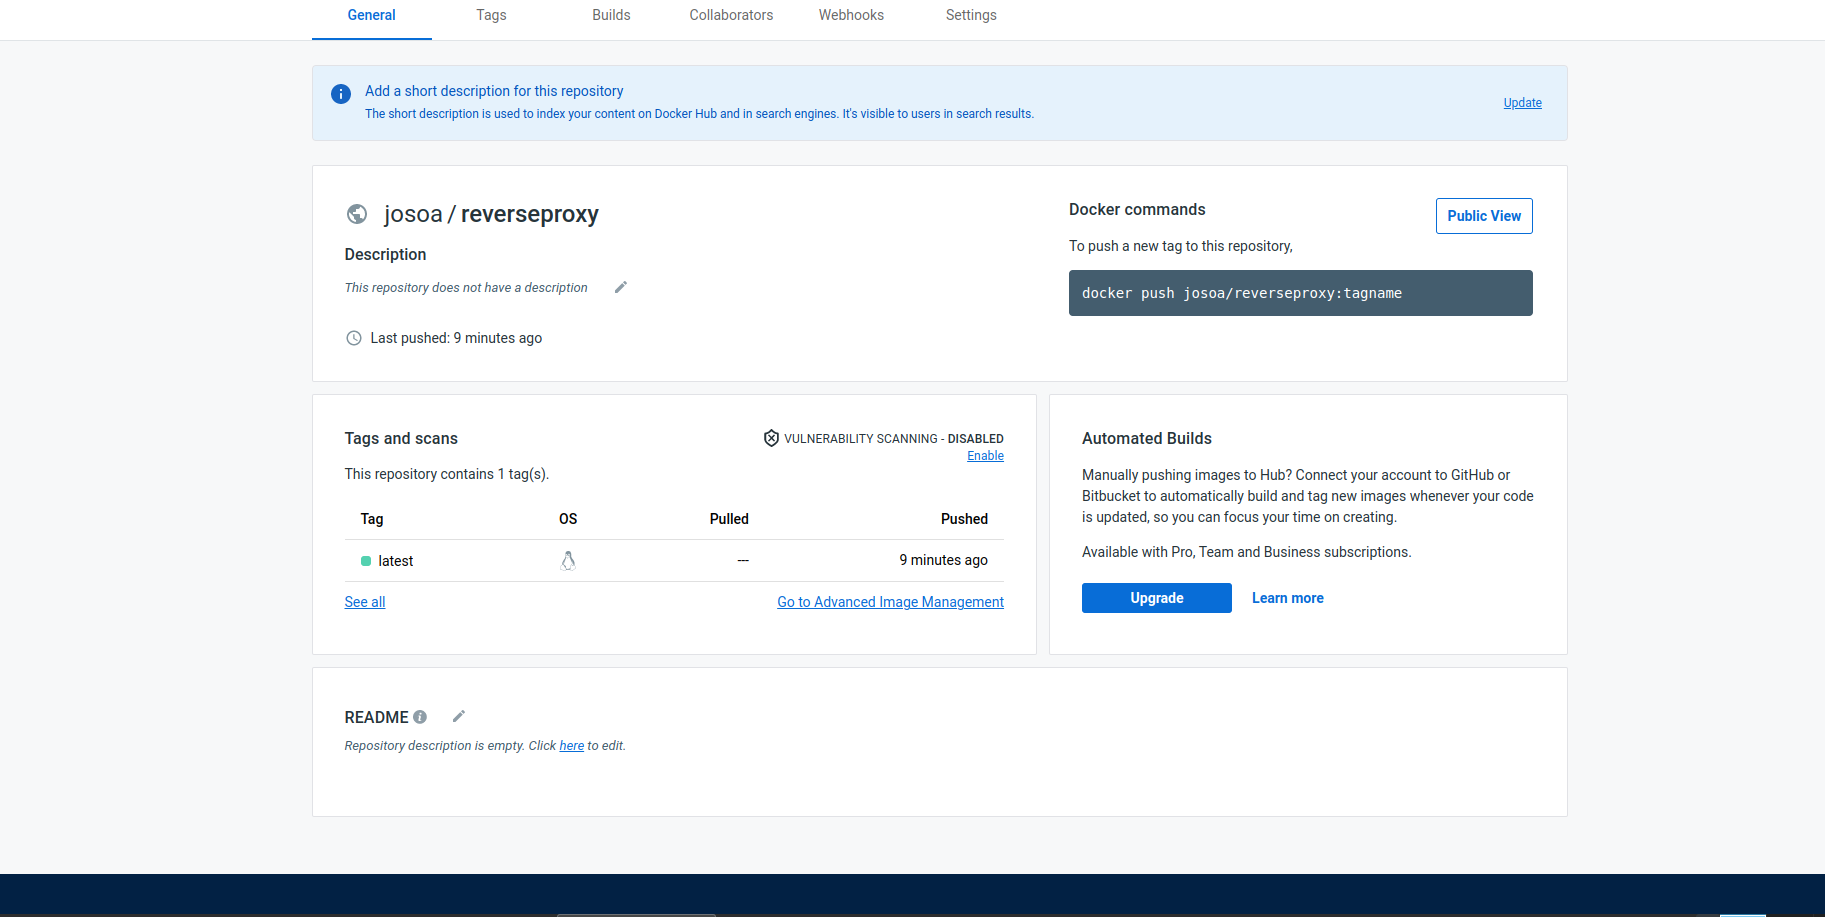 General Tags Builds Collaborators Webhooks Settings
Add a short description for this repository
The short description is used to index your content on Docker Hub and in search engines. It's visible to users in search results.
Update
josoa / reverseproxy
Description
This repository does not have a description
Last pushed: 9 minutes ago
Docker commands
Public View
To push a new tag to this repository,
docker push josoa/reverseproxy:tagname
Tags and scans
VULNERABILITY SCANNING - DISABLED
Enable
This repository contains 1 tag(s).
Tag OS Pulled Pushed
latest --- 9 minutes ago
See all Go to Advanced Image Management
Automated Builds
Manually pushing images to Hub? Connect your account to GitHub or
Bitbucket to automatically build and tag new images whenever your code
is updated, so you can focus your time on creating.
Available with Pro, Team and Business subscriptions.
Upgrade Learn more
README
Repository description is empty. Click here to edit.